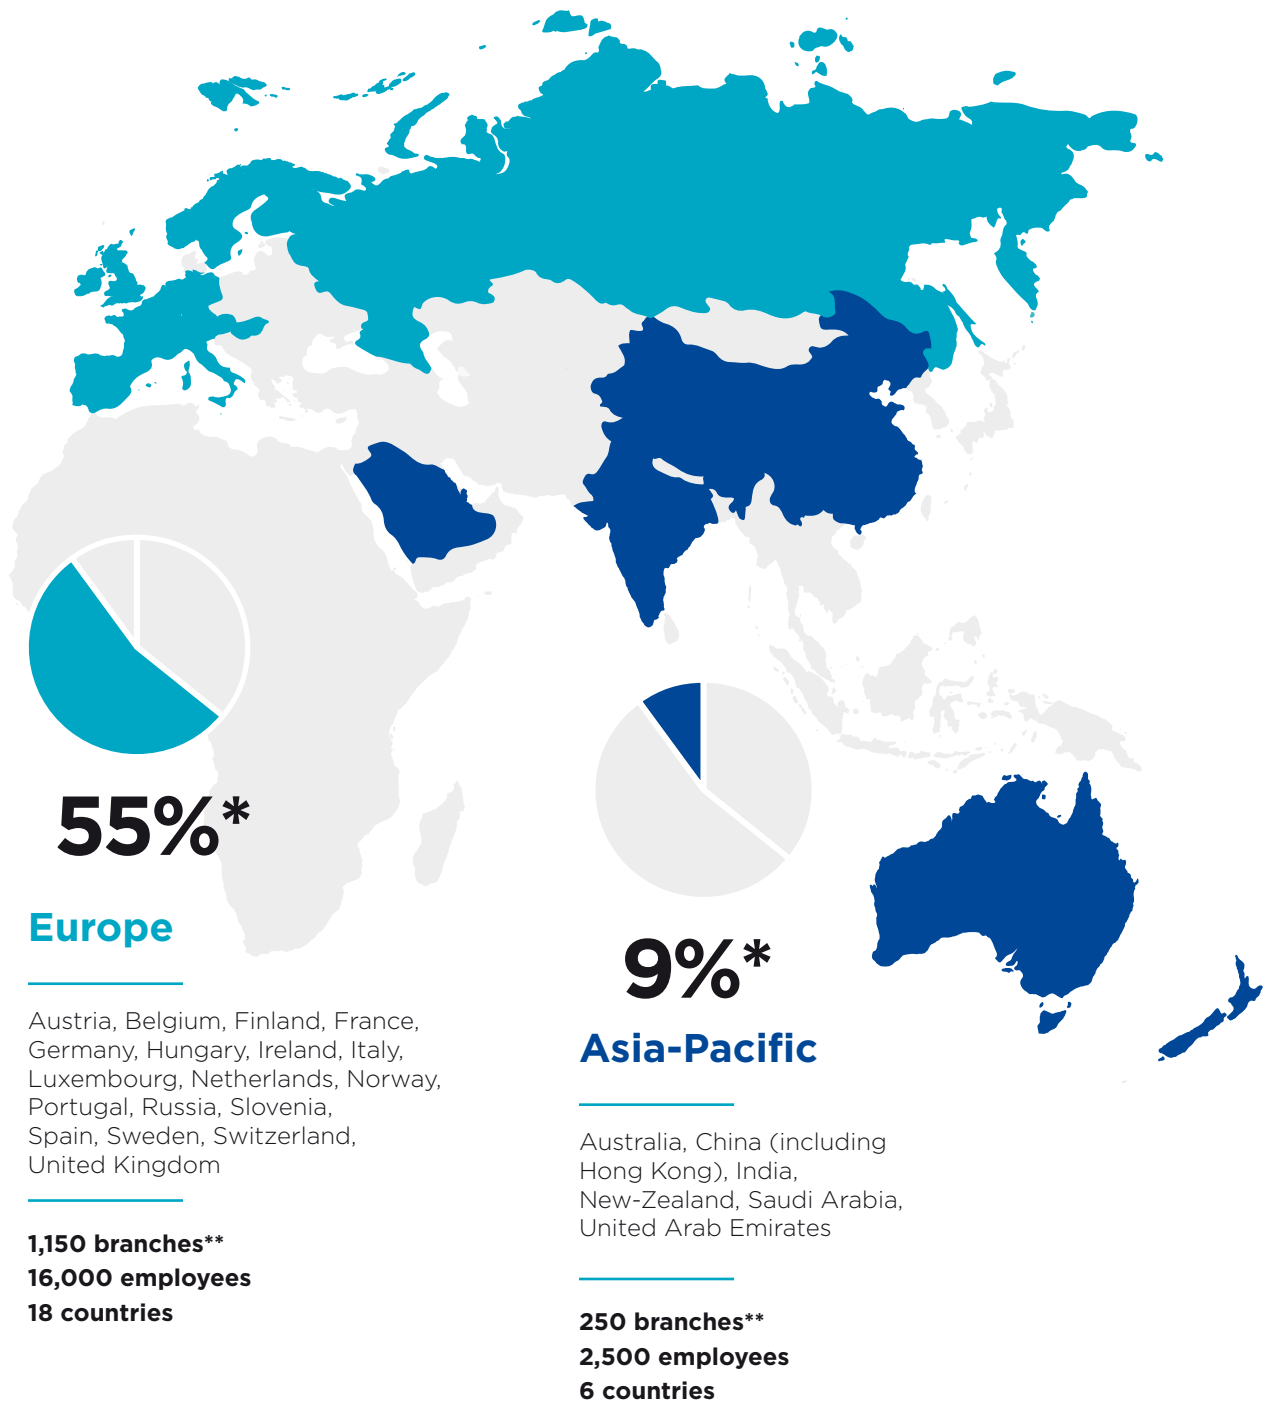 55%*
Europe
Austria, Belgium, Finland, France,
Germany, Hungary, Ireland, Italy,
Luxembourg, Netherlands, Norway,
Portugal, Russia, Slovenia,
Spain, Sweden, Switzerland,
United Kingdom
1,150 branches**
16,000 employees
18 countries
9%*
Asia-Pacific
Australia, China (including
Hong Kong), India,
New-Zealand, Saudi Arabia,
United Arab Emirates
250 branches**
2,500 employees
6 countries